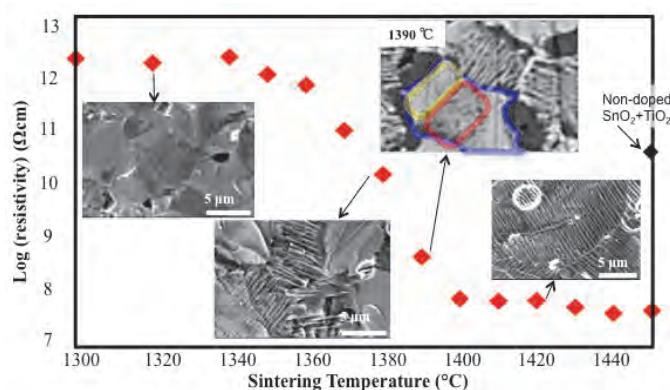 13
12
11
10
9
8
7
Log (resistivity) (Ωcm)
1390 ℃
5 μm
5 μm
5 μm
Non-doped
SnO₂+TiO₂
1300 1320 1340 1360 1380 1400 1420 1440
Sintering Temperature (°C)